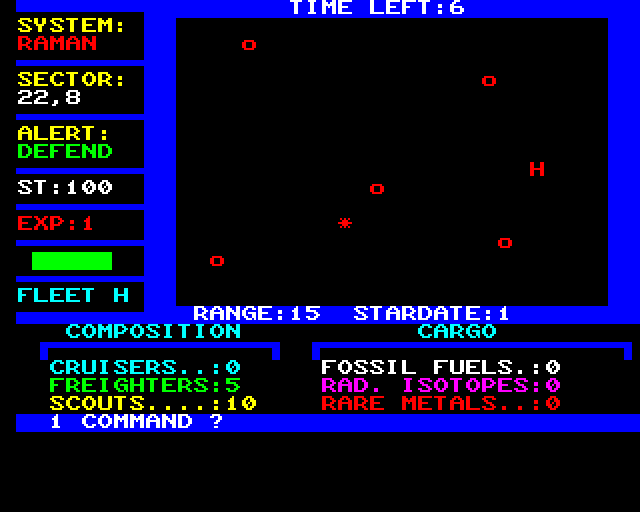 TIME LEFT:6
SYSTEM:
RAMAN
SECTOR:
22,8
ALERT:
DEFEND
ST:100
EXP:1
FLEET H
o
o
H
o
*
o
o
RANGE:15 STARDATE:1
COMPOSITION CARGO
CRUISERS..:0 FOSSIL FUELS.:0
FREIGHTERS:5 RAD. ISOTOPES:0
SCOUTS....:10 RARE METALS..:0
1 COMMAND ?